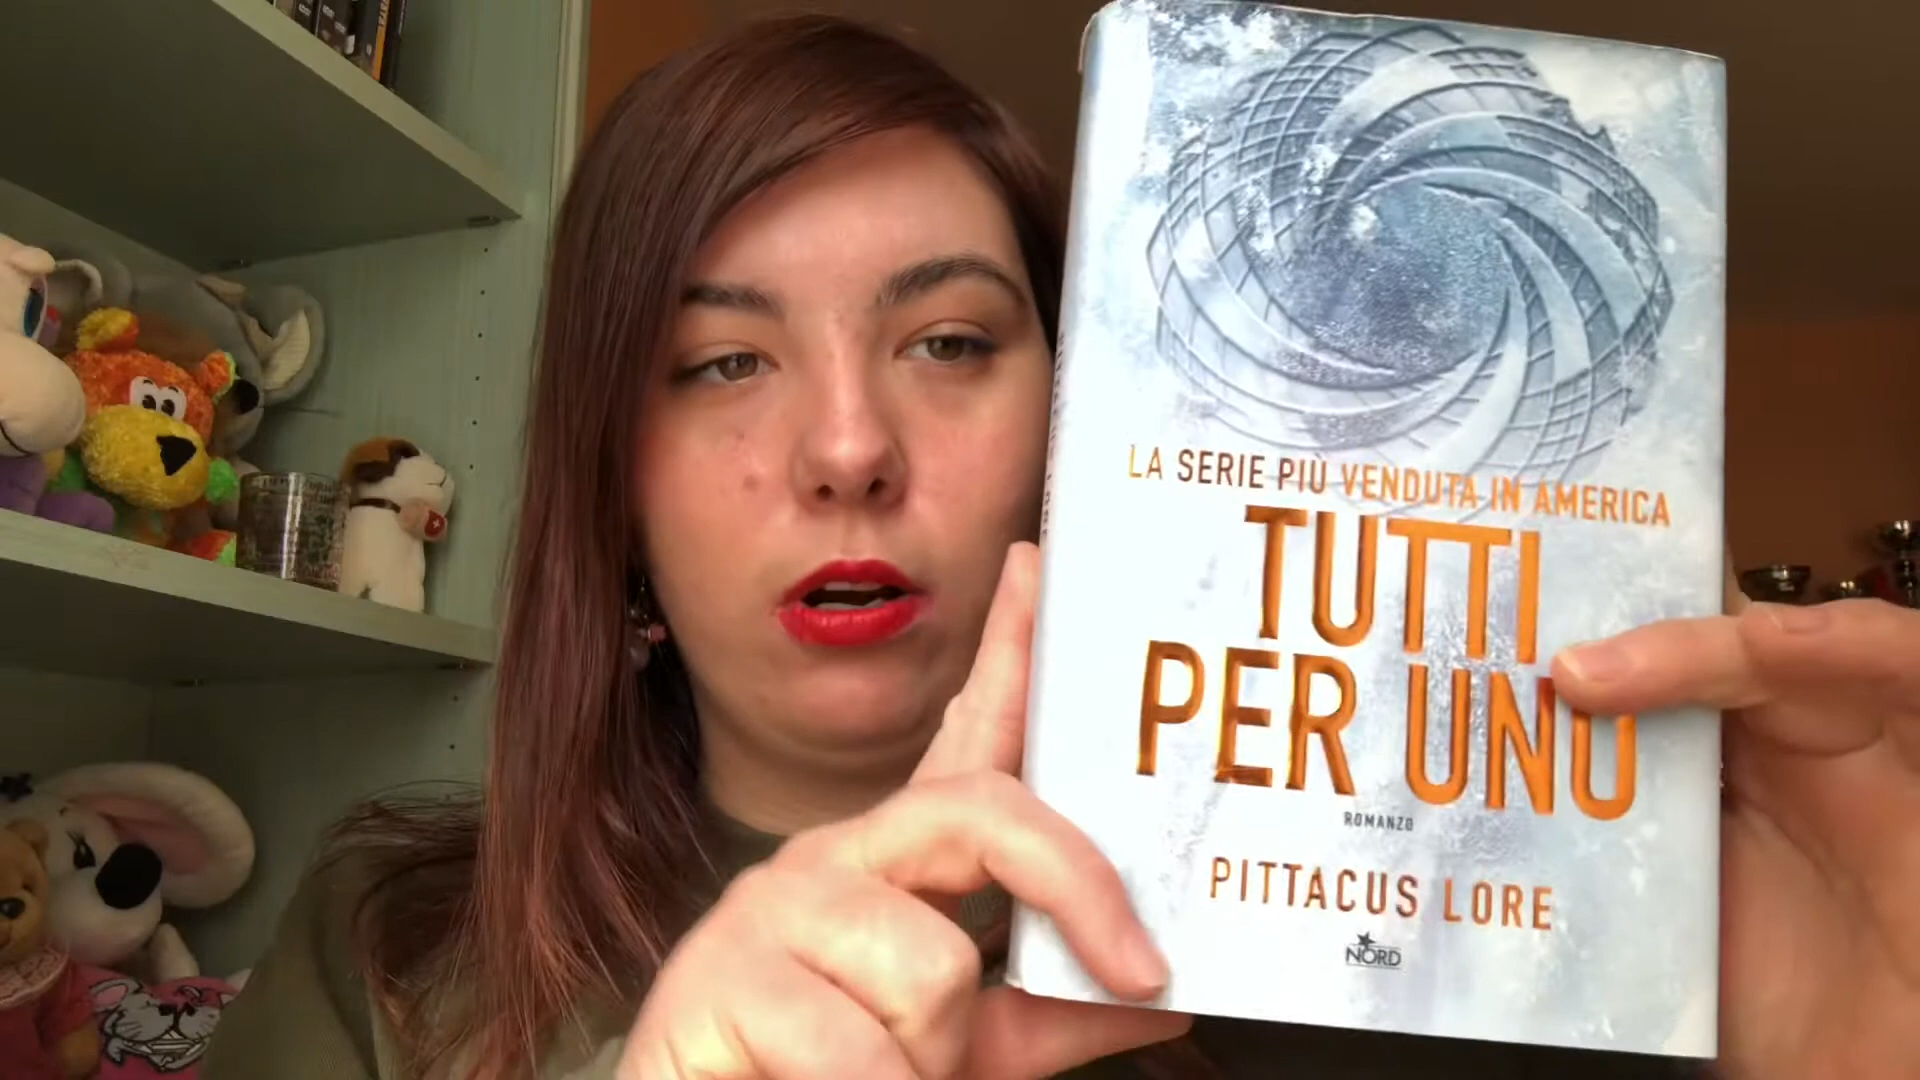 LA SERIE PIÙ VENDUTA IN AMERICA
TUTTI
PER UNO
ROMANZO
PITTACUS LORE
NORD